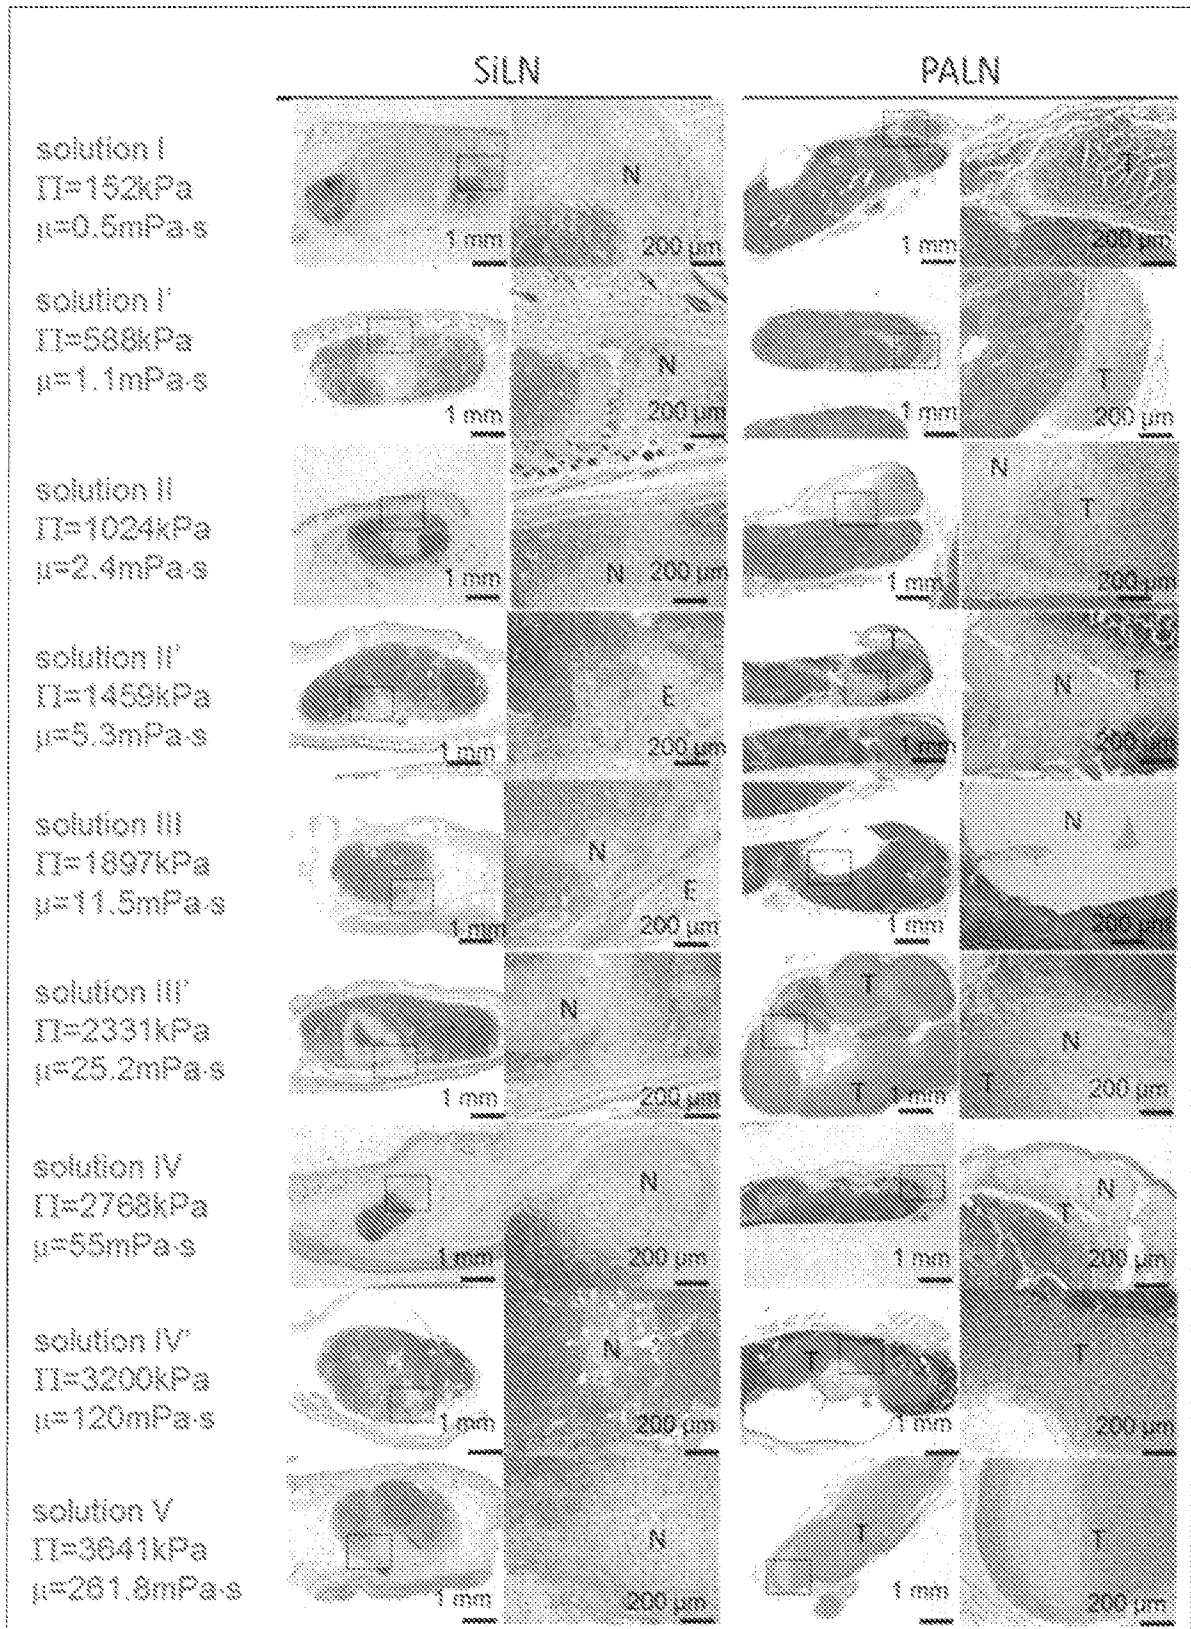 SiLN PALN
solution I
Π=152kPa
μ=0.5mPa·s
N T
1 mm 200 μm 1 mm 200 μm
solution I'
Π=588kPa
μ=1.1mPa·s
N T
1 mm 200 μm 1 mm 200 μm
solution II
Π=1024kPa
μ=2.4mPa·s
N N T
1 mm 200 μm 1 mm 200 μm
solution II'
Π=1459kPa
μ=5.3mPa·s
E T N T
1 mm 200 μm 1 mm 200 μm
solution III
Π=1897kPa
μ=11.5mPa·s
N E N
1 mm 200 μm 1 mm 200 μm
solution III'
Π=2331kPa
μ=25.2mPa·s
N T T N T
1 mm 200 μm 1 mm 200 μm
solution IV
Π=2768kPa
μ=55mPa·s
N N T
1 mm 200 μm 1 mm 200 μm
solution IV'
Π=3200kPa
μ=120mPa·s
N T T
1 mm 200 μm 1 mm 200 μm
solution V
Π=3641kPa
μ=261.8mPa·s
N T T
1 mm 200 μm 1 mm 200 μm